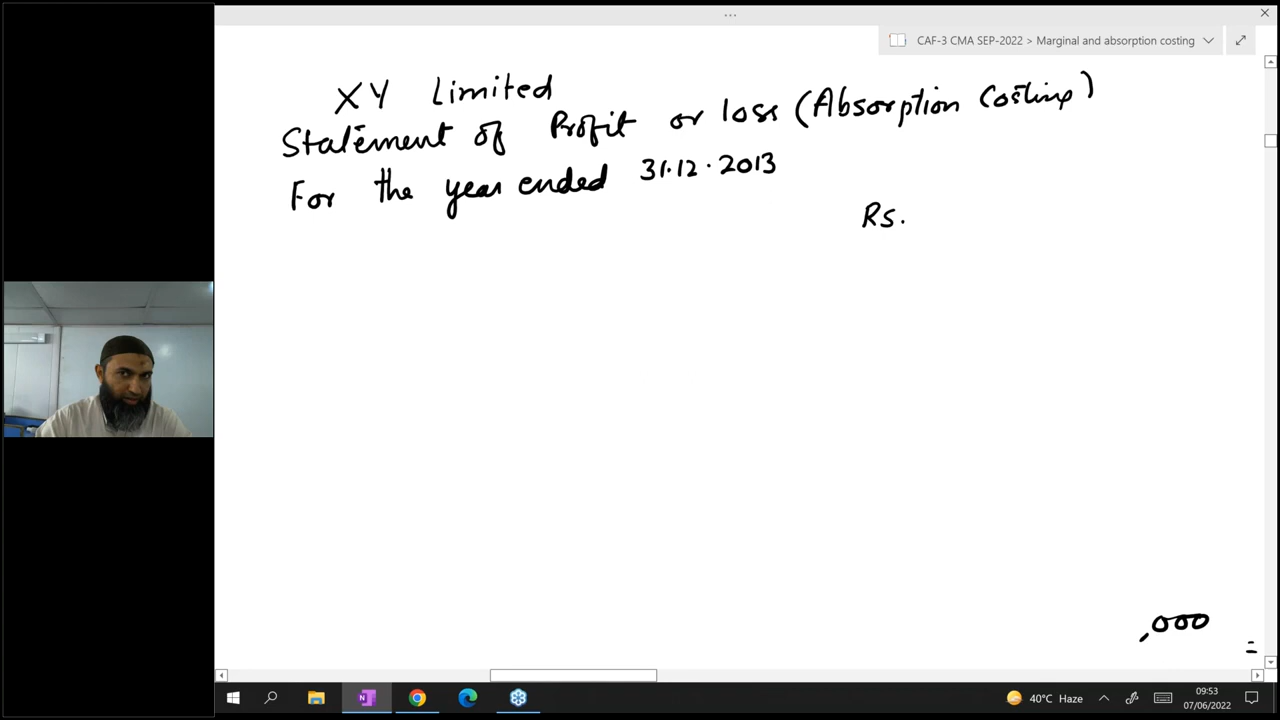 CAF-3 CMA SEP-2022 > Marginal and absorption costing
XY Limited
Statement of Profit or loss (Absorption Costing)
For the year ended 31.12.2013
Rs.
,000
=
40°C Haze
09:53
07/06/2022